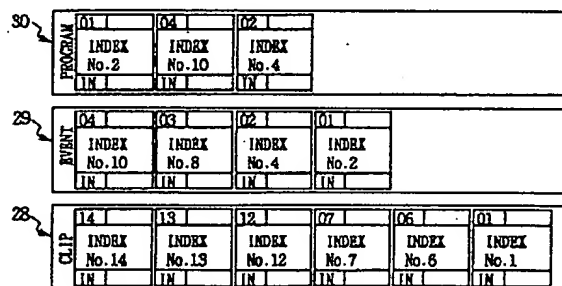 30
PROGRAM
01 04 02
INDEX INDEX INDEX
No.2 No.10 No.4
IN IN IN
29
EVENT
04 03 02 01
INDEX INDEX INDEX INDEX
No.10 No.8 No.4 No.2
IN IN IN IN
28
CLIP
14 13 12 07 06 01
INDEX INDEX INDEX INDEX INDEX INDEX
No.14 No.13 No.12 No.7 No.6 No.1
IN IN IN IN IN IN